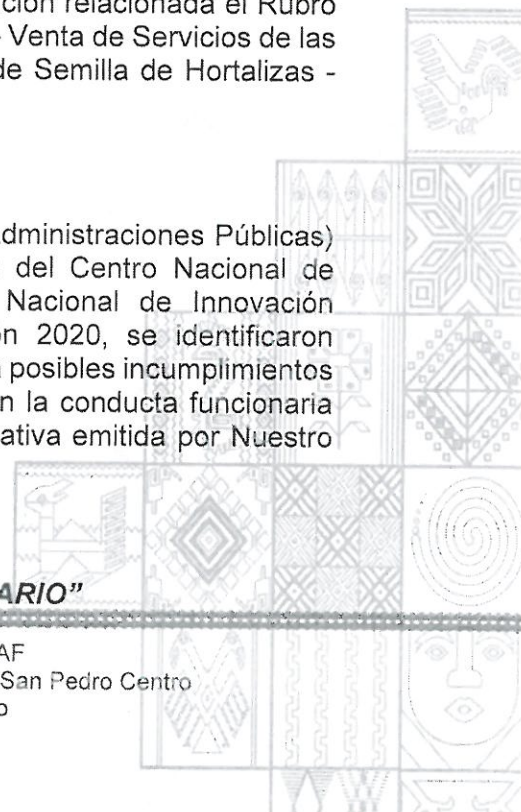 ción relacionada el Rubro
Venta de Servicios de las
de Semilla de Hortalizas -
dministraciones Públicas)
del Centro Nacional de
Nacional de Innovación
n 2020, se identificaron
posibles incumplimientos
n la conducta funcionaria
ativa emitida por Nuestro
ARIO"
AF
San Pedro Centro
o